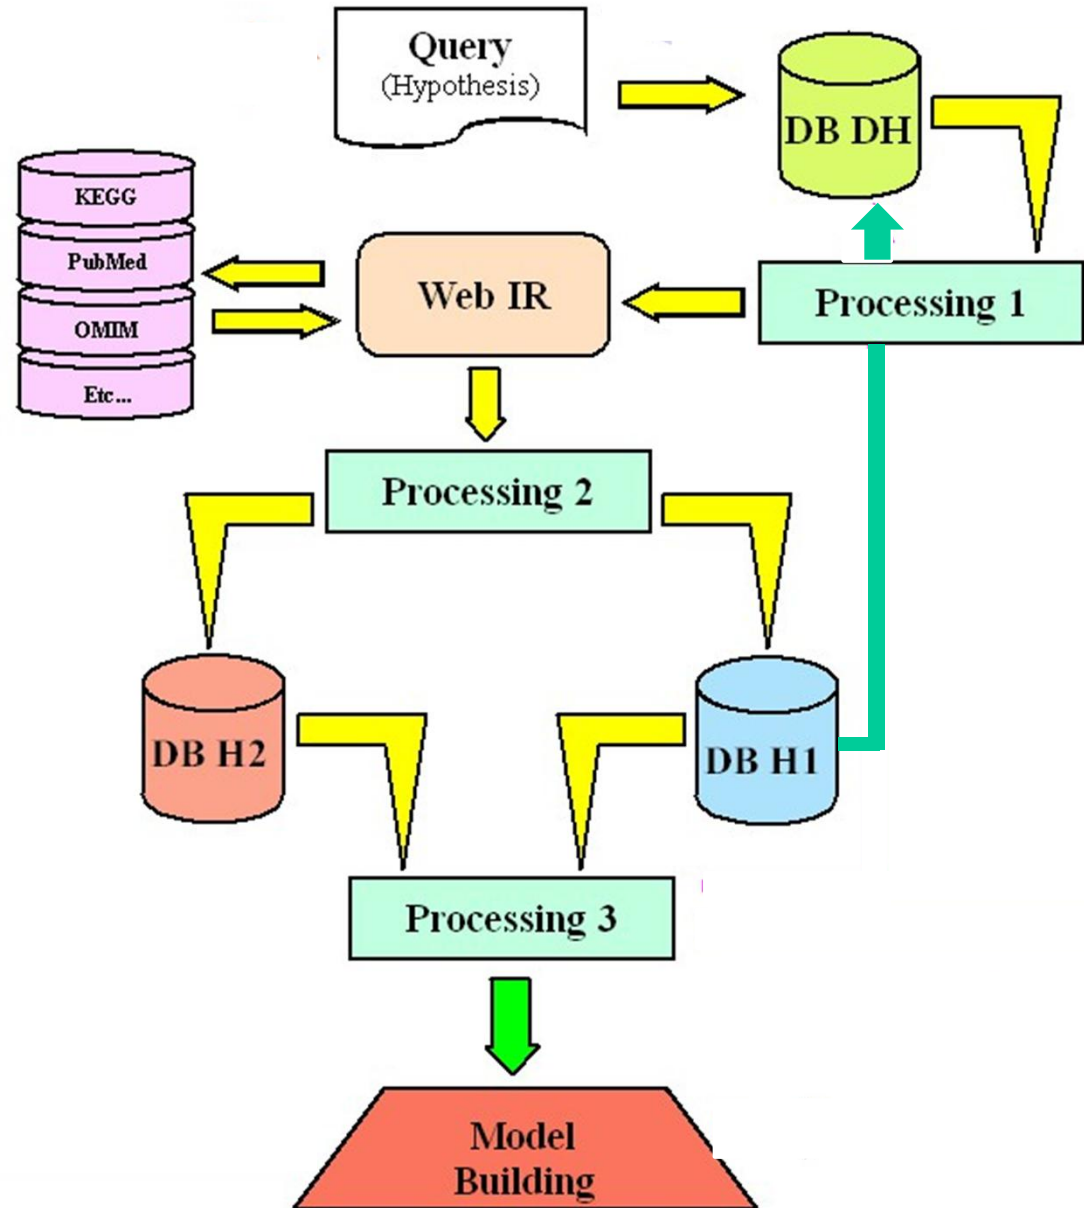 Query
(Hypothesis)
DB DH
KEGG
PubMed
OMIM
Etc...
Web IR
Processing 1
Processing 2
DB H2
DB H1
Processing 3
Model
Building